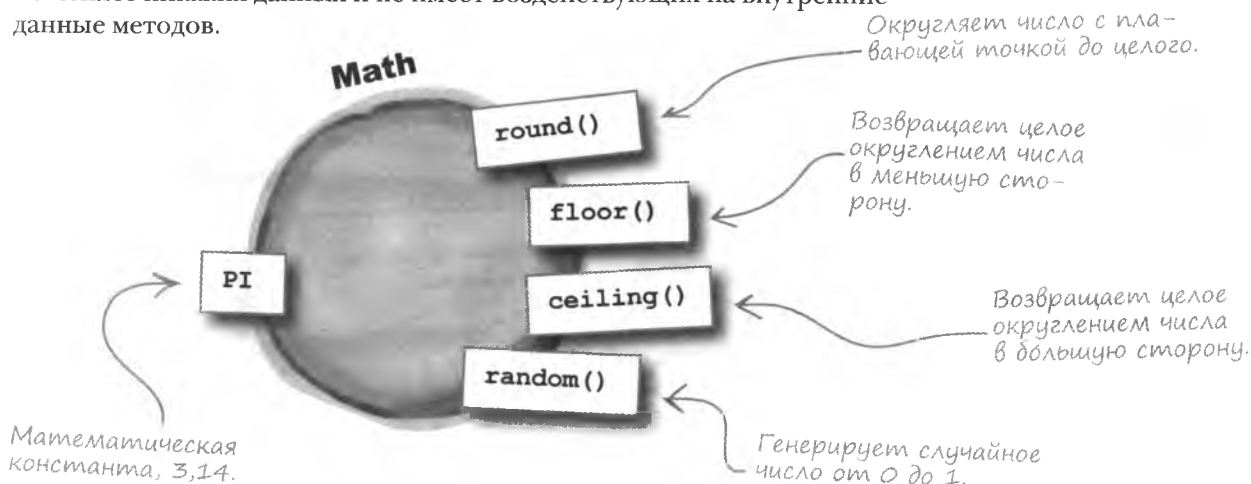 данные методов.
Math
round()
floor()
ceiling()
random()
PI
Округляет число с пла-
вающей точкой до целого.
Возвращает целое
округлением числа
в меньшую сто-
рону.
Возвращает целое
округлением числа
в бóльшую сторону.
Генерирует случайное
число от 0 до 1.
Математическая
константа, 3,14.